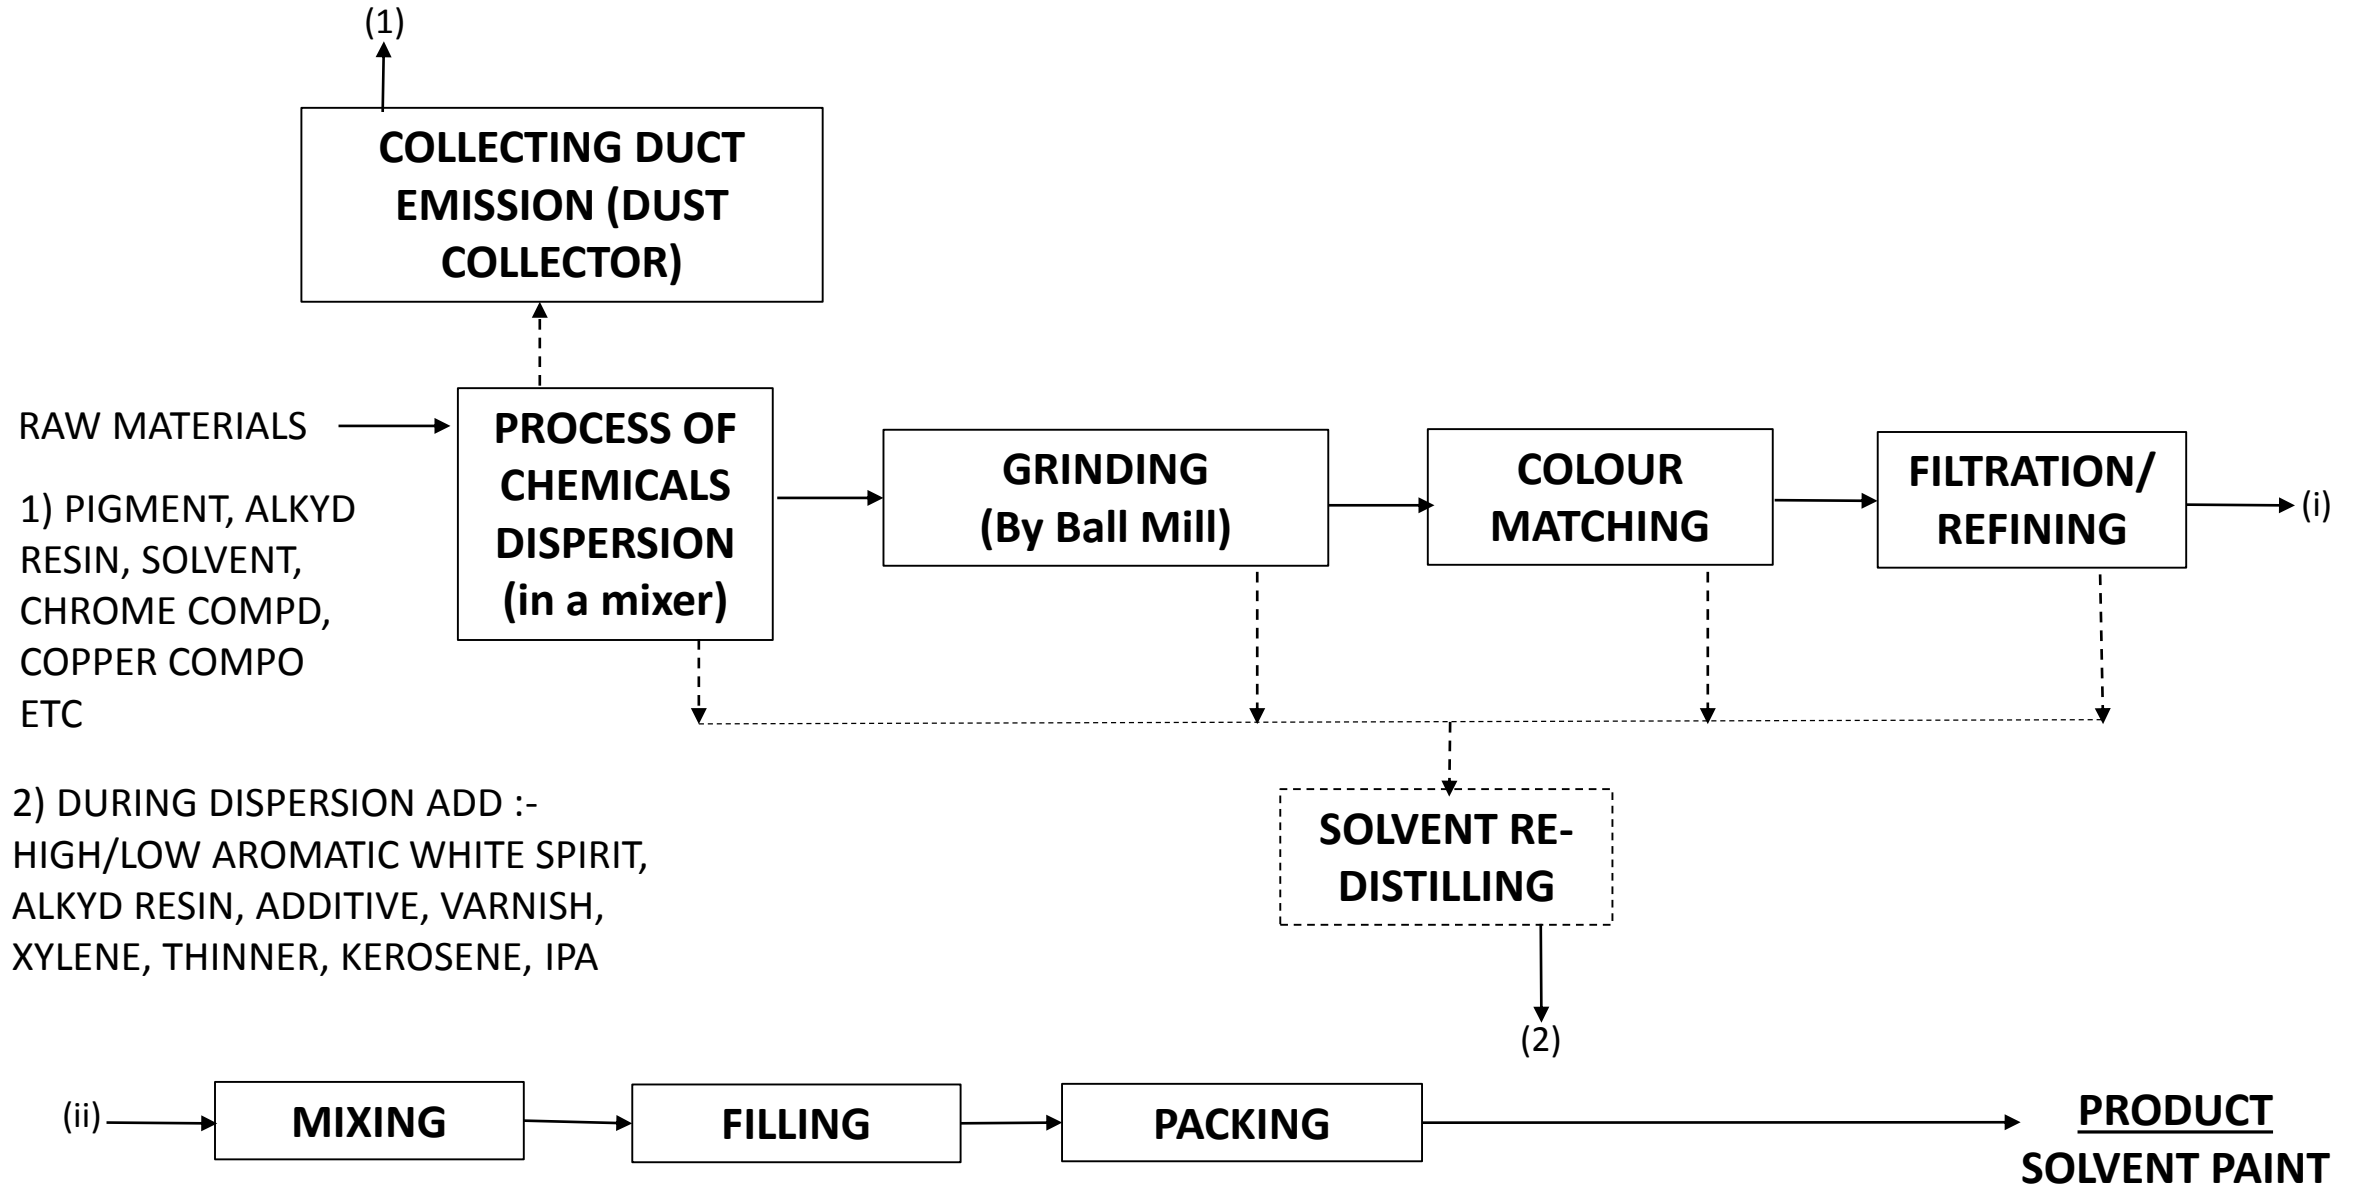 (1)
COLLECTING DUCT
EMISSION (DUST
COLLECTOR)
RAW MATERIALS
PROCESS OF
CHEMICALS
DISPERSION
(in a mixer)
GRINDING
(By Ball Mill)
COLOUR
MATCHING
FILTRATION/
REFINING
(i)
1) PIGMENT, ALKYD
RESIN, SOLVENT,
CHROME COMPD,
COPPER COMPO
ETC
2) DURING DISPERSION ADD :-
HIGH/LOW AROMATIC WHITE SPIRIT,
ALKYD RESIN, ADDITIVE, VARNISH,
XYLENE, THINNER, KEROSENE, IPA
SOLVENT RE-
DISTILLING
(2)
(ii)
MIXING
FILLING
PACKING
PRODUCT
SOLVENT PAINT